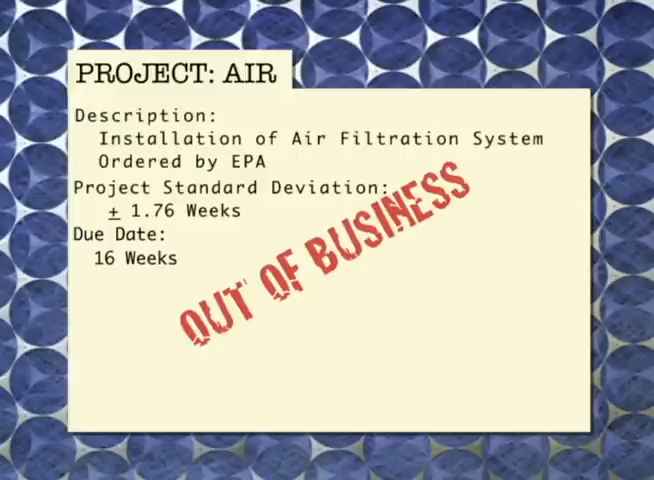 PROJECT: AIR
Description:
Installation of Air Filtration System
Ordered by EPA
Project Standard Deviation:
± 1.76 Weeks
Due Date:
16 Weeks
OUT OF BUSINESS